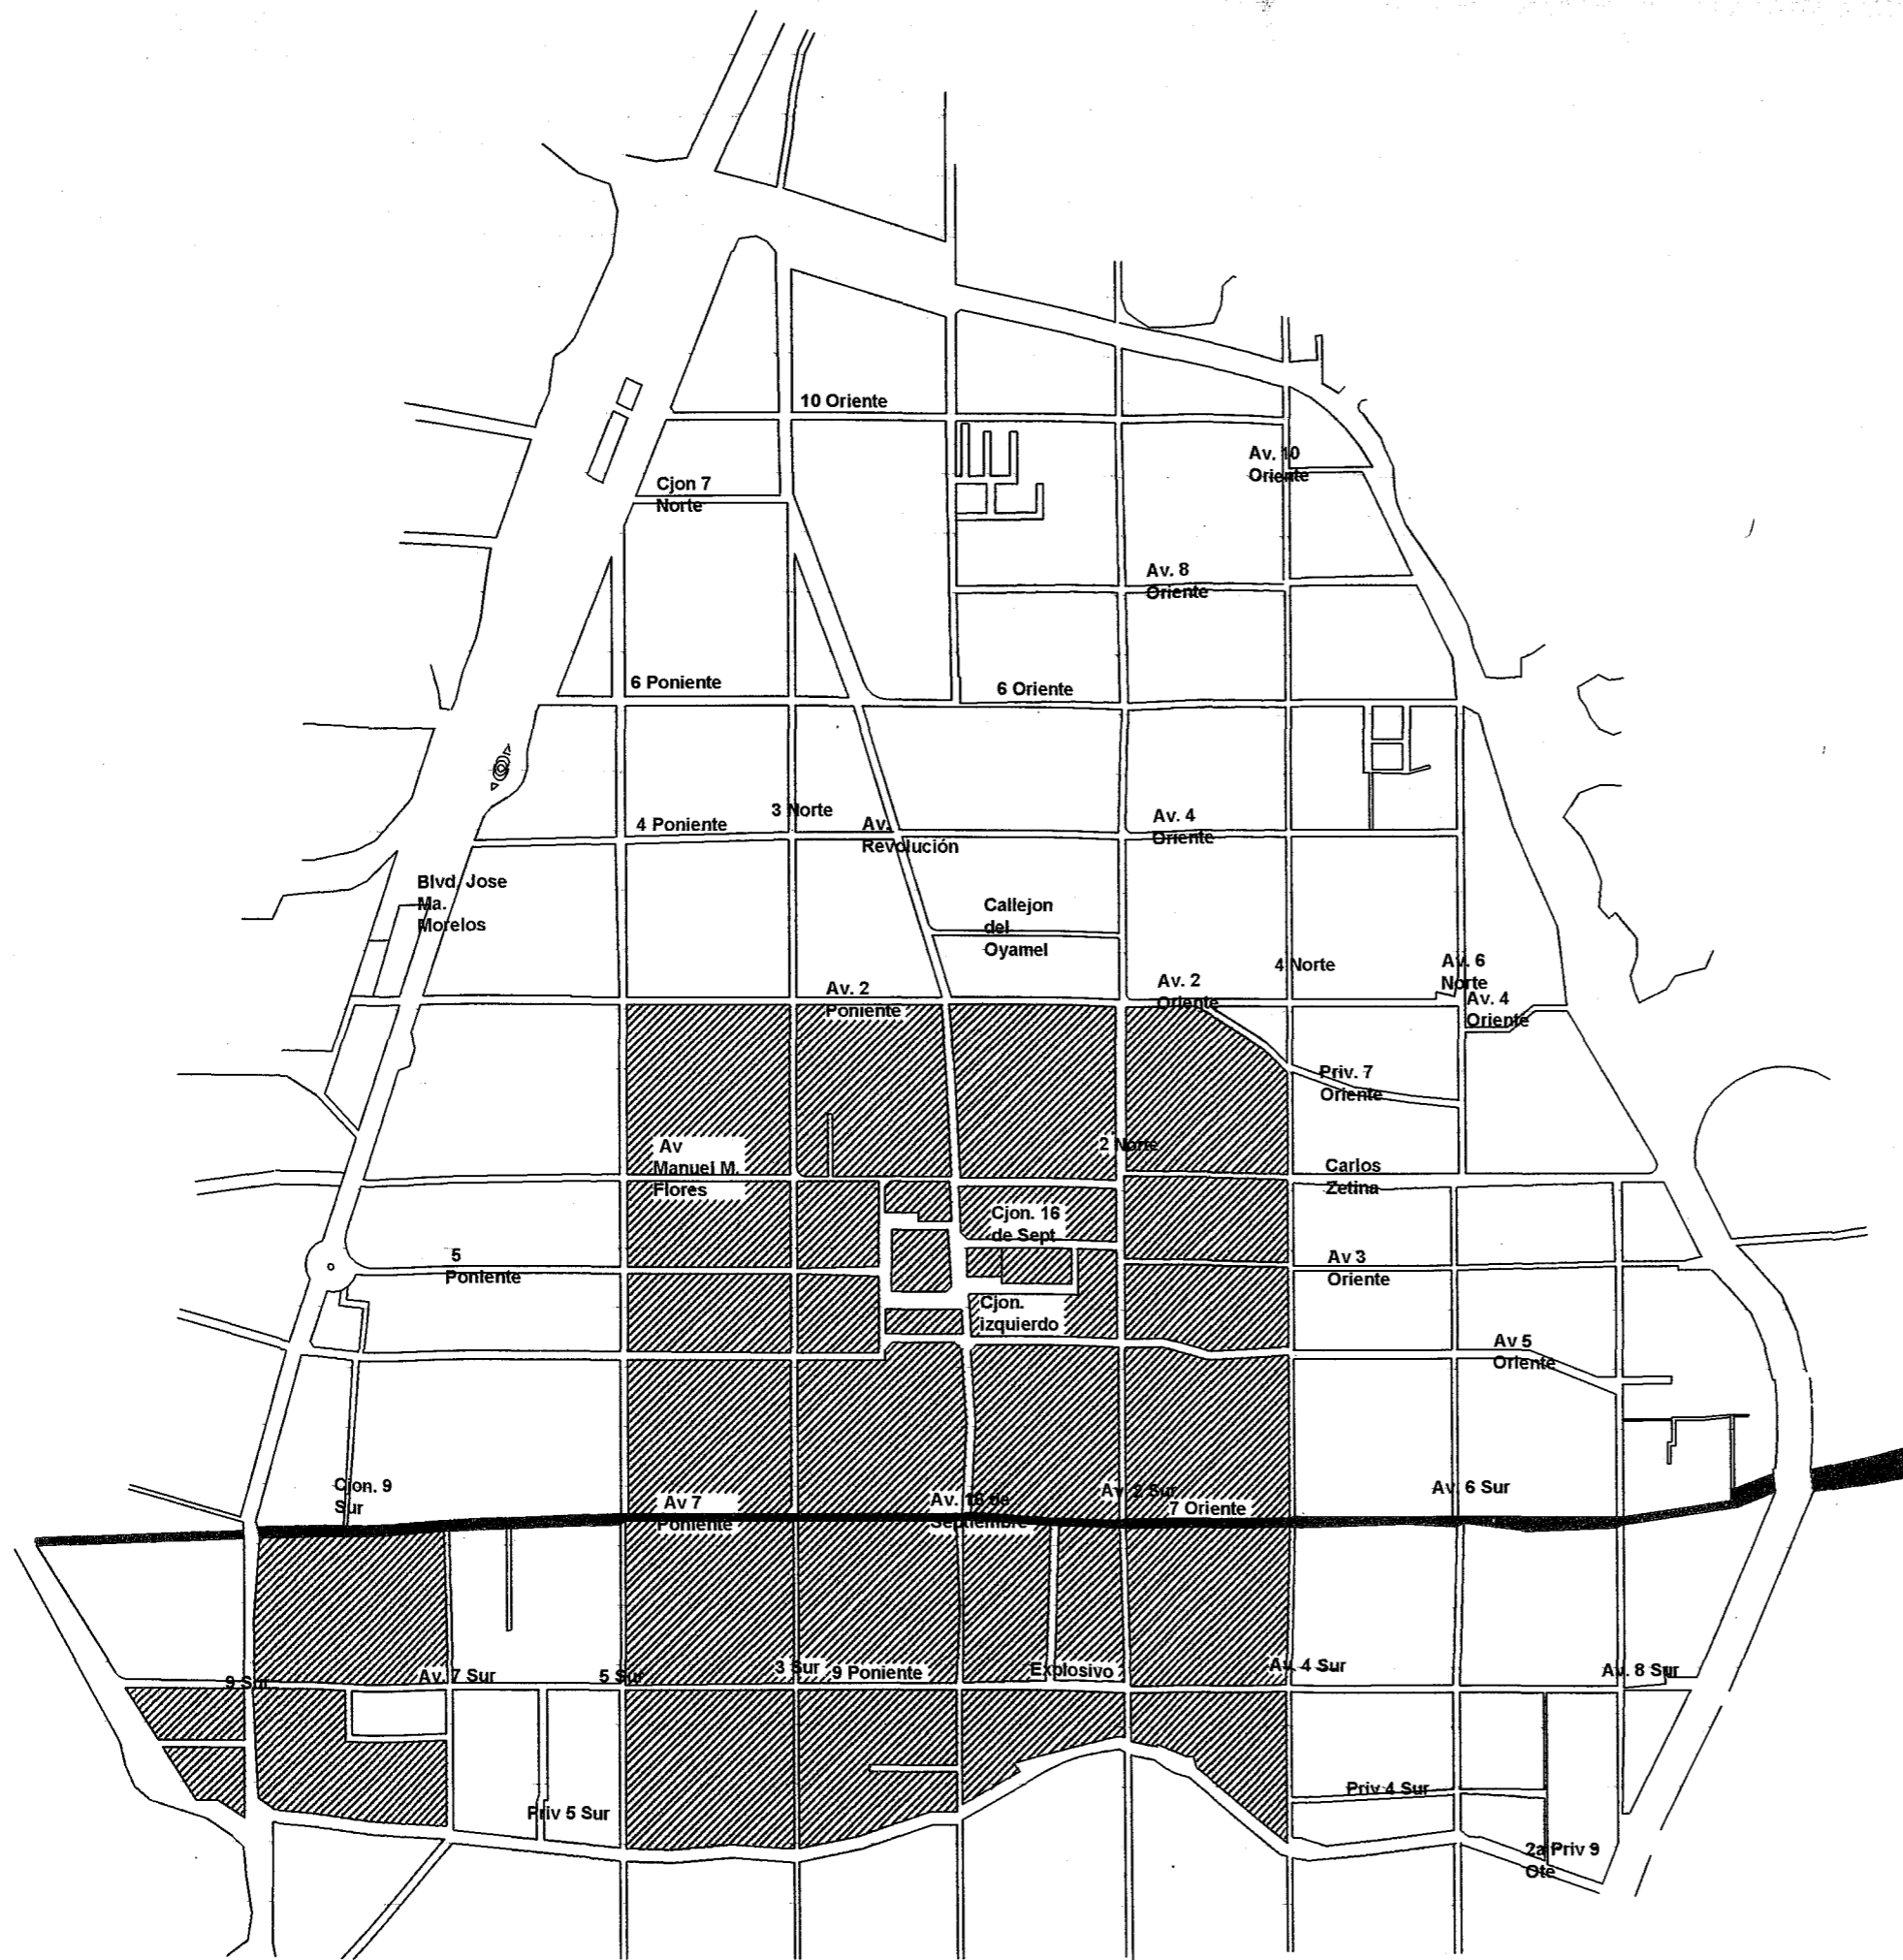 10 Oriente
Av. 10
Oriente
Cjon 7
Norte
Av. 8
Oriente
6 Poniente
6 Oriente
3 Norte
4 Poniente
Av.
Revolución
Av. 4
Oriente
Blvd. Jose
Ma.
Morelos
Callejon
del
Oyamel
4 Norte
Av. 6
Norte
Av. 2
Poniente
Av. 2
Oriente
Av. 4
Oriente
Priv. 7
Oriente
Av
Manuel M.
Flores
2 Norte
Carlos
Zetina
Cjon. 16
de Sept
5
Poniente
Av 3
Oriente
Cjon.
izquierdo
Av 5
Oriente
Cjon. 9
Sur
Av 7
Poniente
Av. 16 de
Septiembre
Av. 2 Sur
7 Oriente
Av. 6 Sur
9 Sur
Av. 7 Sur
5 Sur
3 Sur
9 Poniente
Explosivo
Av. 4 Sur
Av. 8 Sur
Priv 5 Sur
Priv 4 Sur
2a Priv 9
Ote